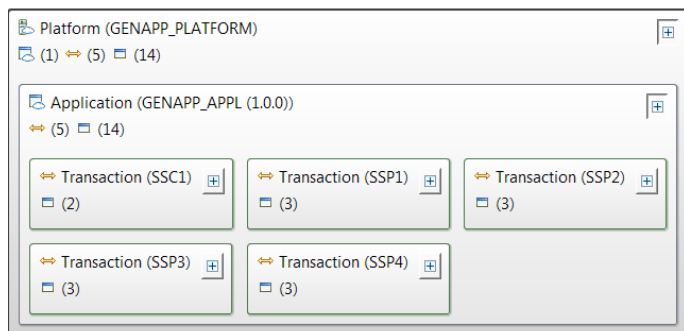 Platform (GENAPP_PLATFORM)
(1) (5) (14)
Application (GENAPP_APPL (1.0.0))
(5) (14)
Transaction (SSC1)
(2)
Transaction (SSP1)
(3)
Transaction (SSP2)
(3)
Transaction (SSP3)
(3)
Transaction (SSP4)
(3)